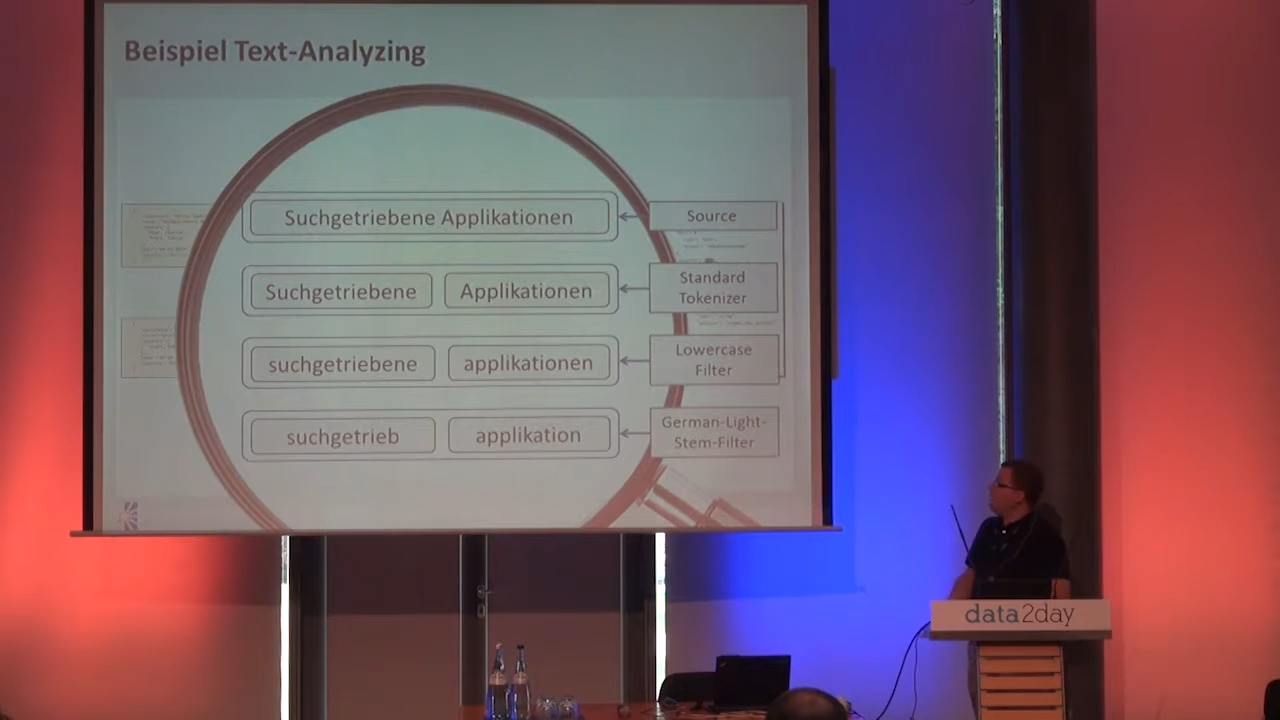 Beispiel Text-Analyzing
Suchgetriebene Applikationen
Source
Suchgetriebene
Applikationen
Standard
Tokenizer
suchgetriebene
applikationen
Lowercase
Filter
suchgetrieb
applikation
German-Light-
Stem-Filter
data2day